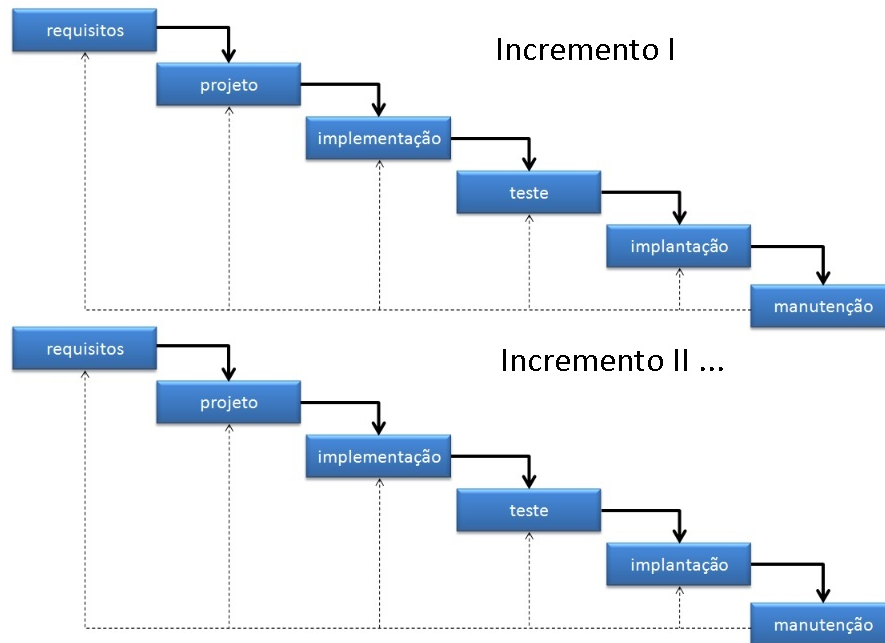 requisitos
Incremento I
projeto
implementação
teste
implantação
manutenção
requisitos
Incremento II ...
projeto
implementação
teste
implantação
manutenção